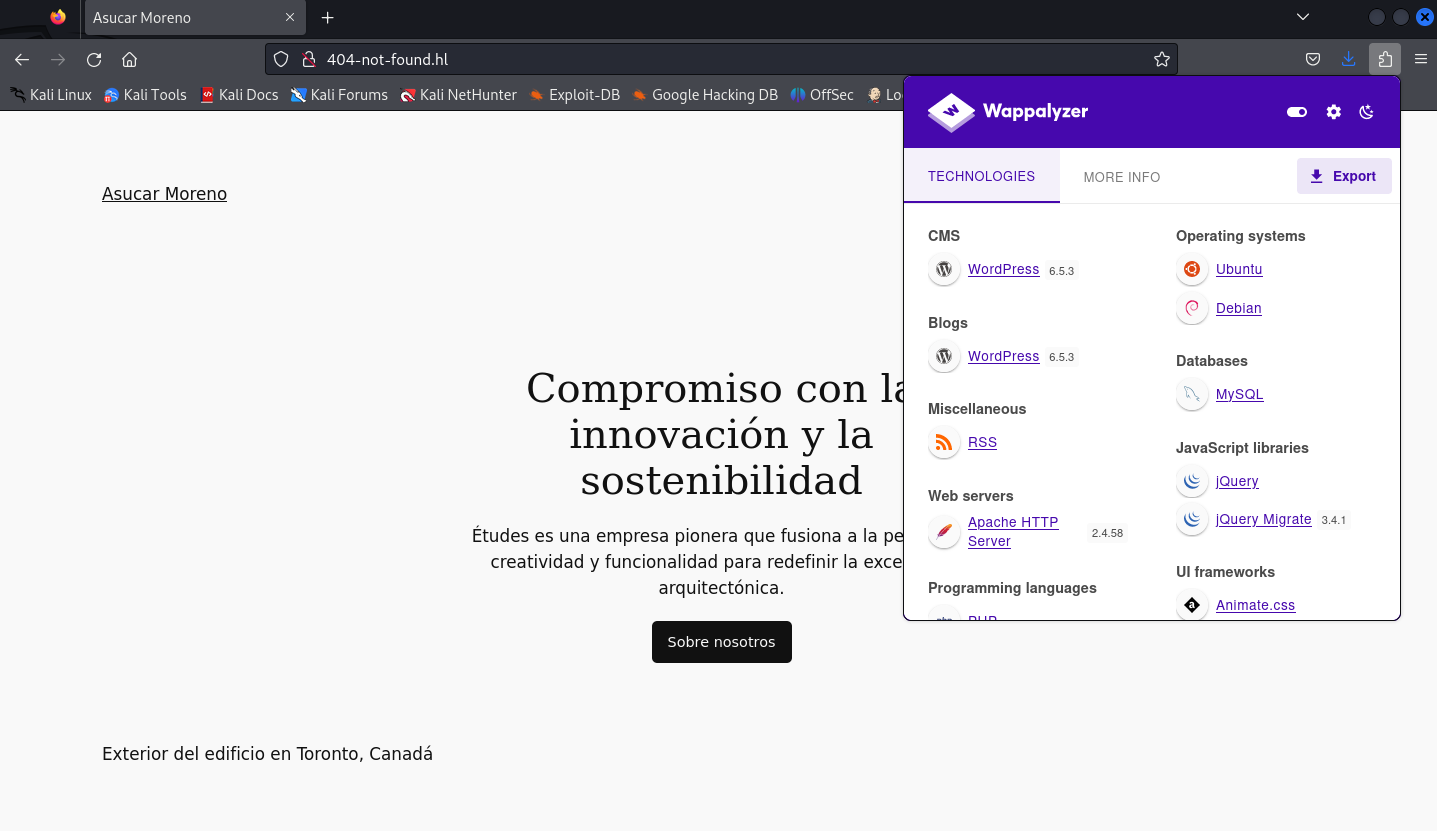 Asucar Moreno
404-not-found.hl
Kali Linux Kali Tools Kali Docs Kali Forums Kali NetHunter Exploit-DB Google Hacking DB OffSec Lo
Asucar Moreno
Compromiso con la
innovación y la
sostenibilidad
Études es una empresa pionera que fusiona a la pe
creatividad y funcionalidad para redefinir la exce
arquitectónica.
Sobre nosotros
Exterior del edificio en Toronto, Canadá
Wappalyzer
TECHNOLOGIES MORE INFO Export
CMS
WordPress 6.5.3
Blogs
WordPress 6.5.3
Miscellaneous
RSS
Web servers
Apache HTTP
Server 2.4.58
Programming languages
PHP
Operating systems
Ubuntu
Debian
Databases
MySQL
JavaScript libraries
jQuery
jQuery Migrate 3.4.1
UI frameworks
Animate.css